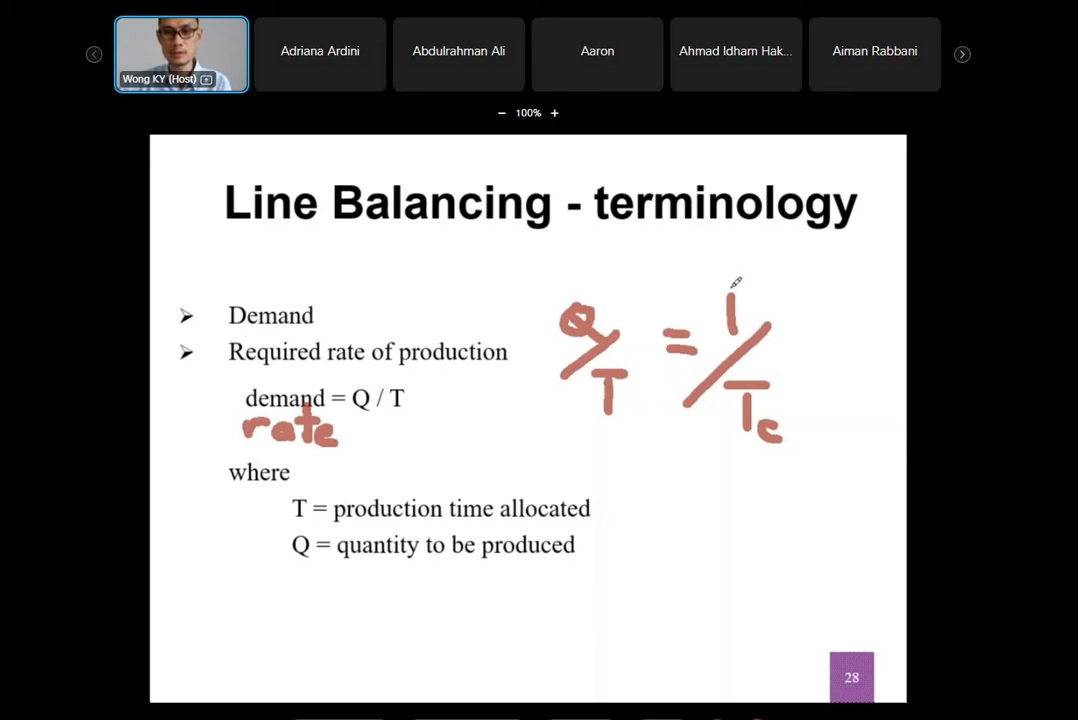 Wong KY (Host)
Adriana Ardini
Abdulrahman Ali
Aaron
Ahmad Idham Hak...
Aiman Rabbani
− 100% +
Line Balancing - terminology
➢ Demand
➢ Required rate of production
demand = Q / T
rate
Q/T = 1/Tc
where
T = production time allocated
Q = quantity to be produced
28